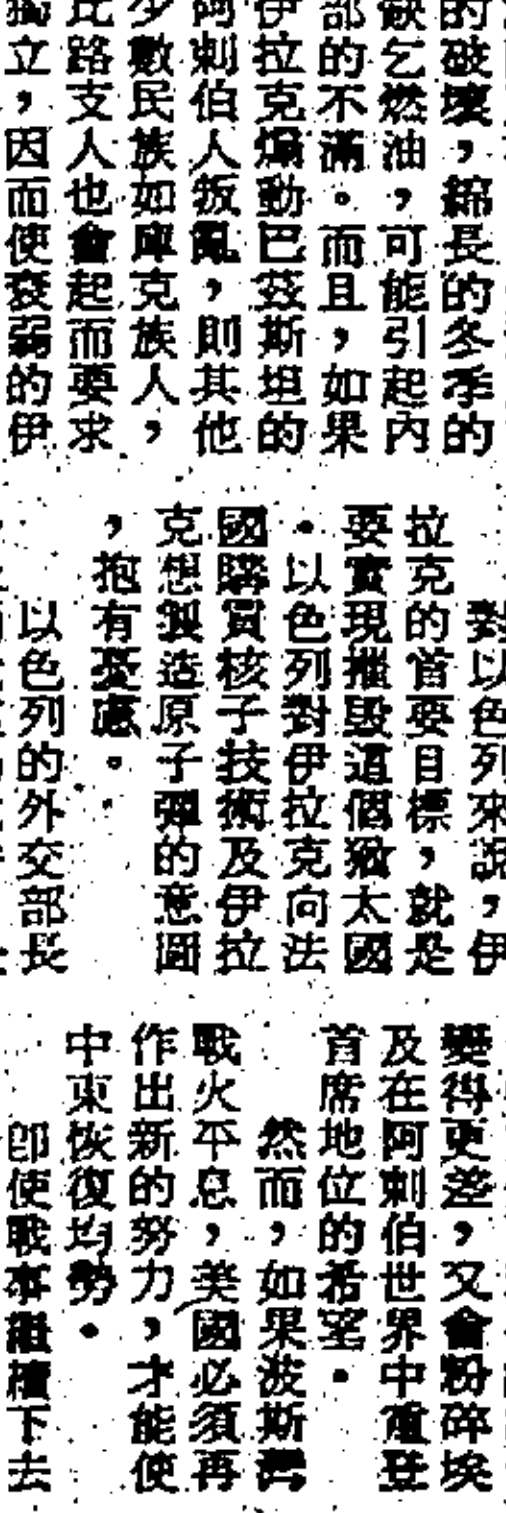 的破壞，綿長的冬季的
缺乞燃油，可能引起內
部的不滿。而且，如果
伊拉克煽動巴茲斯坦的
阿刺伯人叛亂，則其他
少數民族如庫克族人，
比路支人也會起而要求
獨立，因而使衰弱的伊
對以色列來說，伊
拉克的首要目標，就是
要實現摧毀這個猶太國
。以色列對伊拉克向法
國購買核子技術及伊拉
克想製造原子彈的意圖
，抱有憂慮。
以色列的外交部長
變得更差，又會粉碎埃
及在阿刺伯世界中重登
首席地位的希望。
然而，如果波斯灣
戰火平息，美國必須再
作出新的努力，才能使
中東恢復均勢。
即使戰事繼續下去